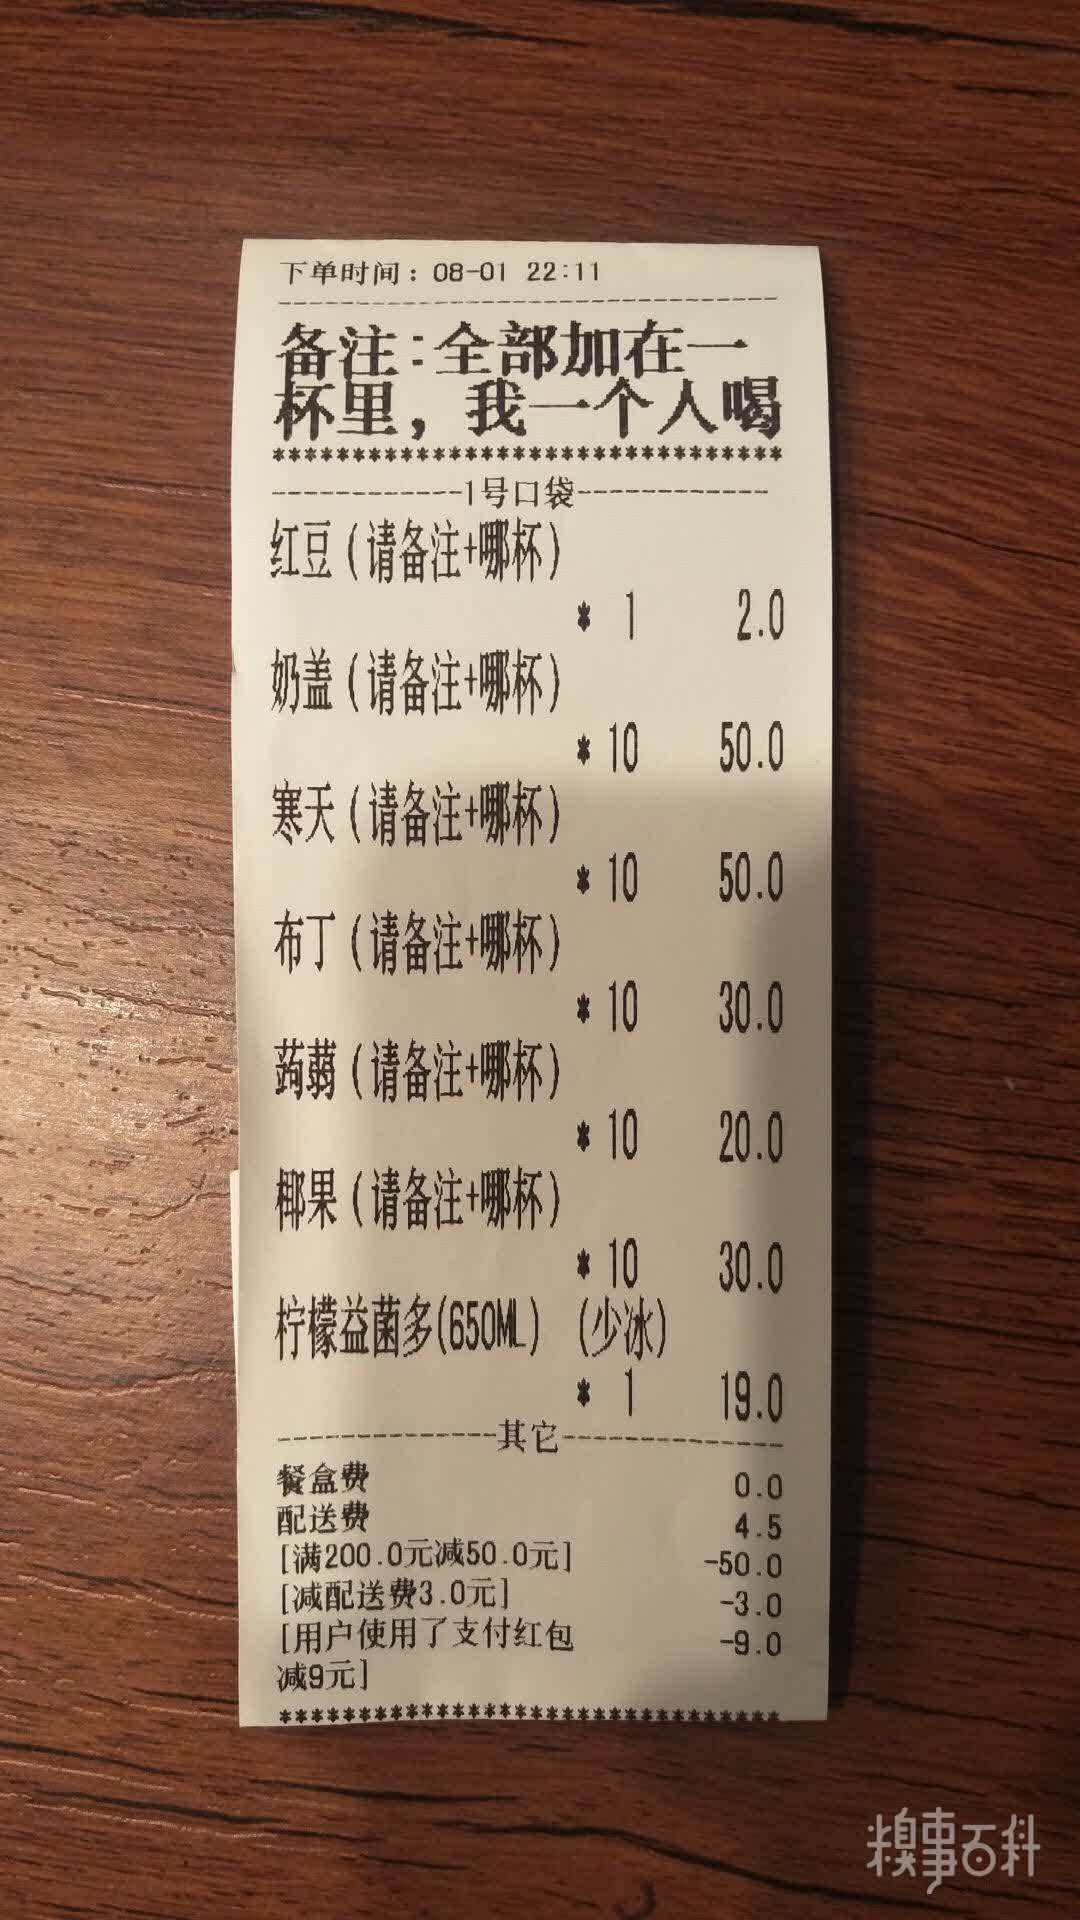 下单时间：08-01 22:11
备注:全部加在一
杯里，我一个人喝
********************************
------------1号口袋------------
红豆(请备注+哪杯)
* 1 2.0
奶盖(请备注+哪杯)
* 10 50.0
寒天(请备注+哪杯)
* 10 50.0
布丁(请备注+哪杯)
* 10 30.0
蒟蒻(请备注+哪杯)
* 10 20.0
椰果(请备注+哪杯)
* 10 30.0
柠檬益菌多(650ML) (少冰)
* 1 19.0
--------------其它--------------
餐盒费 0.0
配送费 4.5
[满200.0元减50.0元] -50.0
[减配送费3.0元] -3.0
[用户使用了支付红包 -9.0
减9元]
********************************
糗事百科